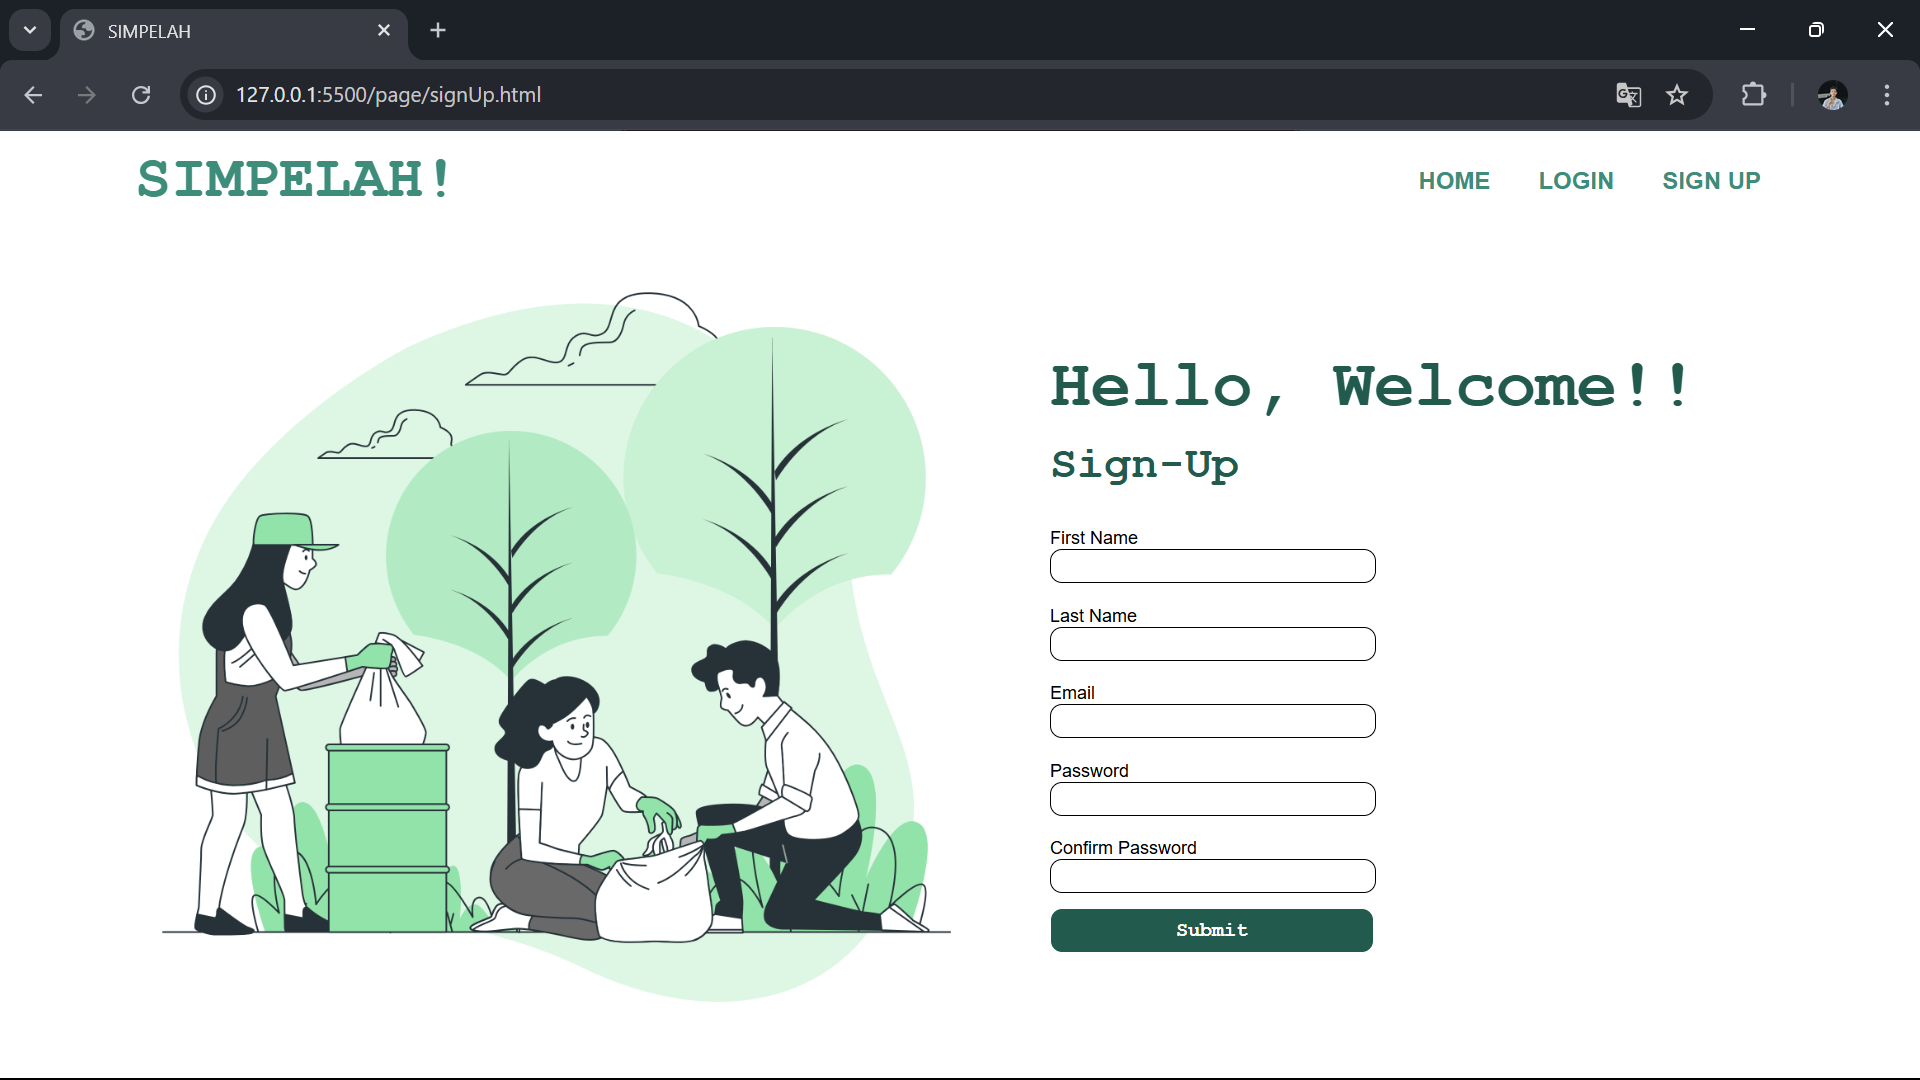 SIMPELAH
127.0.0.1:5500/page/signUp.html
SIMPELAH!
HOME LOGIN SIGN UP
Hello, Welcome!!
Sign-Up
First Name
Last Name
Email
Password
Confirm Password
Submit